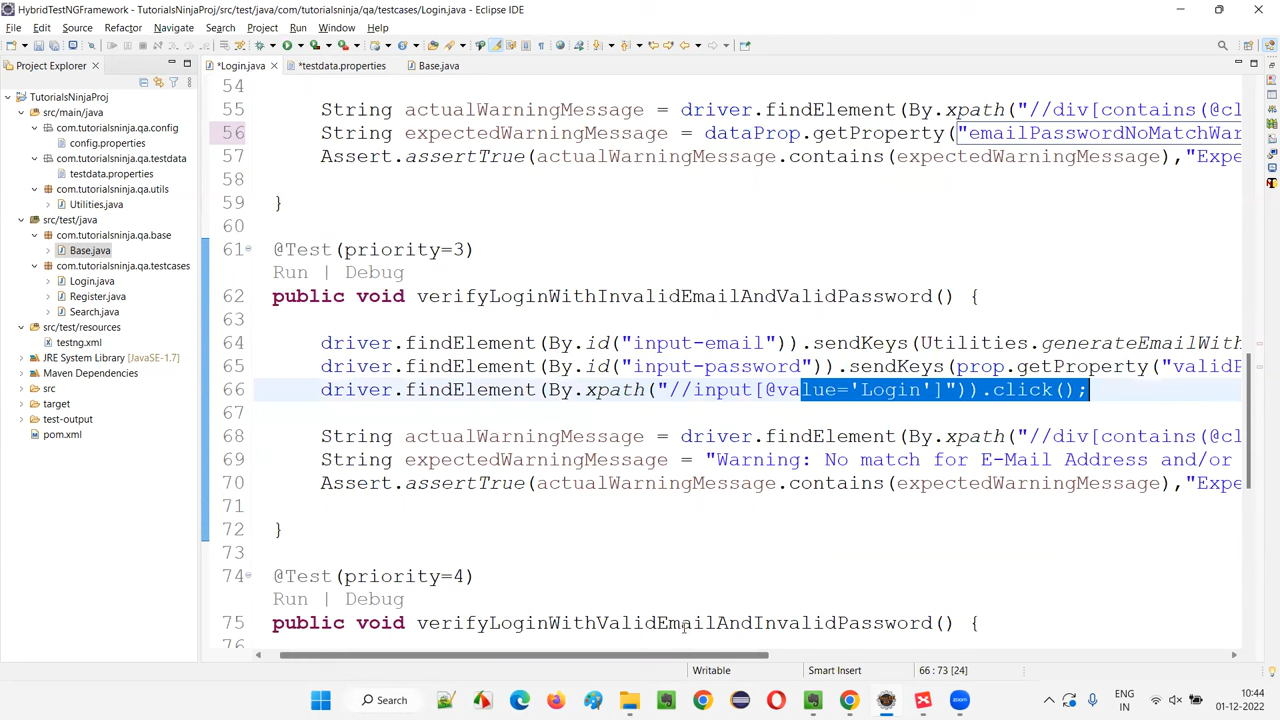 HybridTestNGFramework - TutorialsNinjaProj/src/test/java/com/tutorialsninja/qa/testcases/Login.java - Eclipse IDE
File Edit Source Refactor Navigate Search Project Run Window Help
Project Explorer
*Login.java *testdata.properties Base.java
TutorialsNinjaProj
src/main/java
com.tutorialsninja.qa.config
config.properties
com.tutorialsninja.qa.testdata
testdata.properties
com.tutorialsninja.qa.utils
Utilities.java
src/test/java
com.tutorialsninja.qa.base
Base.java
com.tutorialsninja.qa.testcases
Login.java
Register.java
Search.java
src/test/resources
testng.xml
JRE System Library [JavaSE-1.7]
Maven Dependencies
src
target
test-output
pom.xml
54
55 String actualWarningMessage = driver.findElement(By.xpath("//div[contains(@cl
56 String expectedWarningMessage = dataProp.getProperty("emailPasswordNoMatchWar
57 Assert.assertTrue(actualWarningMessage.contains(expectedWarningMessage),"Expe
58
59 }
60
61 @Test(priority=3)
Run | Debug
62 public void verifyLoginWithInvalidEmailAndValidPassword() {
63
64 driver.findElement(By.id("input-email")).sendKeys(Utilities.generateEmailWith
65 driver.findElement(By.id("input-password")).sendKeys(prop.getProperty("validP
66 driver.findElement(By.xpath("//input[@value='Login']")).click();
68 String actualWarningMessage = driver.findElement(By.xpath("//div[contains(@cl
69 String expectedWarningMessage = "Warning: No match for E-Mail Address and/or
70 Assert.assertTrue(actualWarningMessage.contains(expectedWarningMessage),"Expe
71
72 }
73
74 @Test(priority=4)
Run | Debug
75 public void verifyLoginWithValidEmailAndInvalidPassword() {
76
Writable Smart Insert 66 : 73 [24]
Search
ENG
IN
10:44
01-12-2022